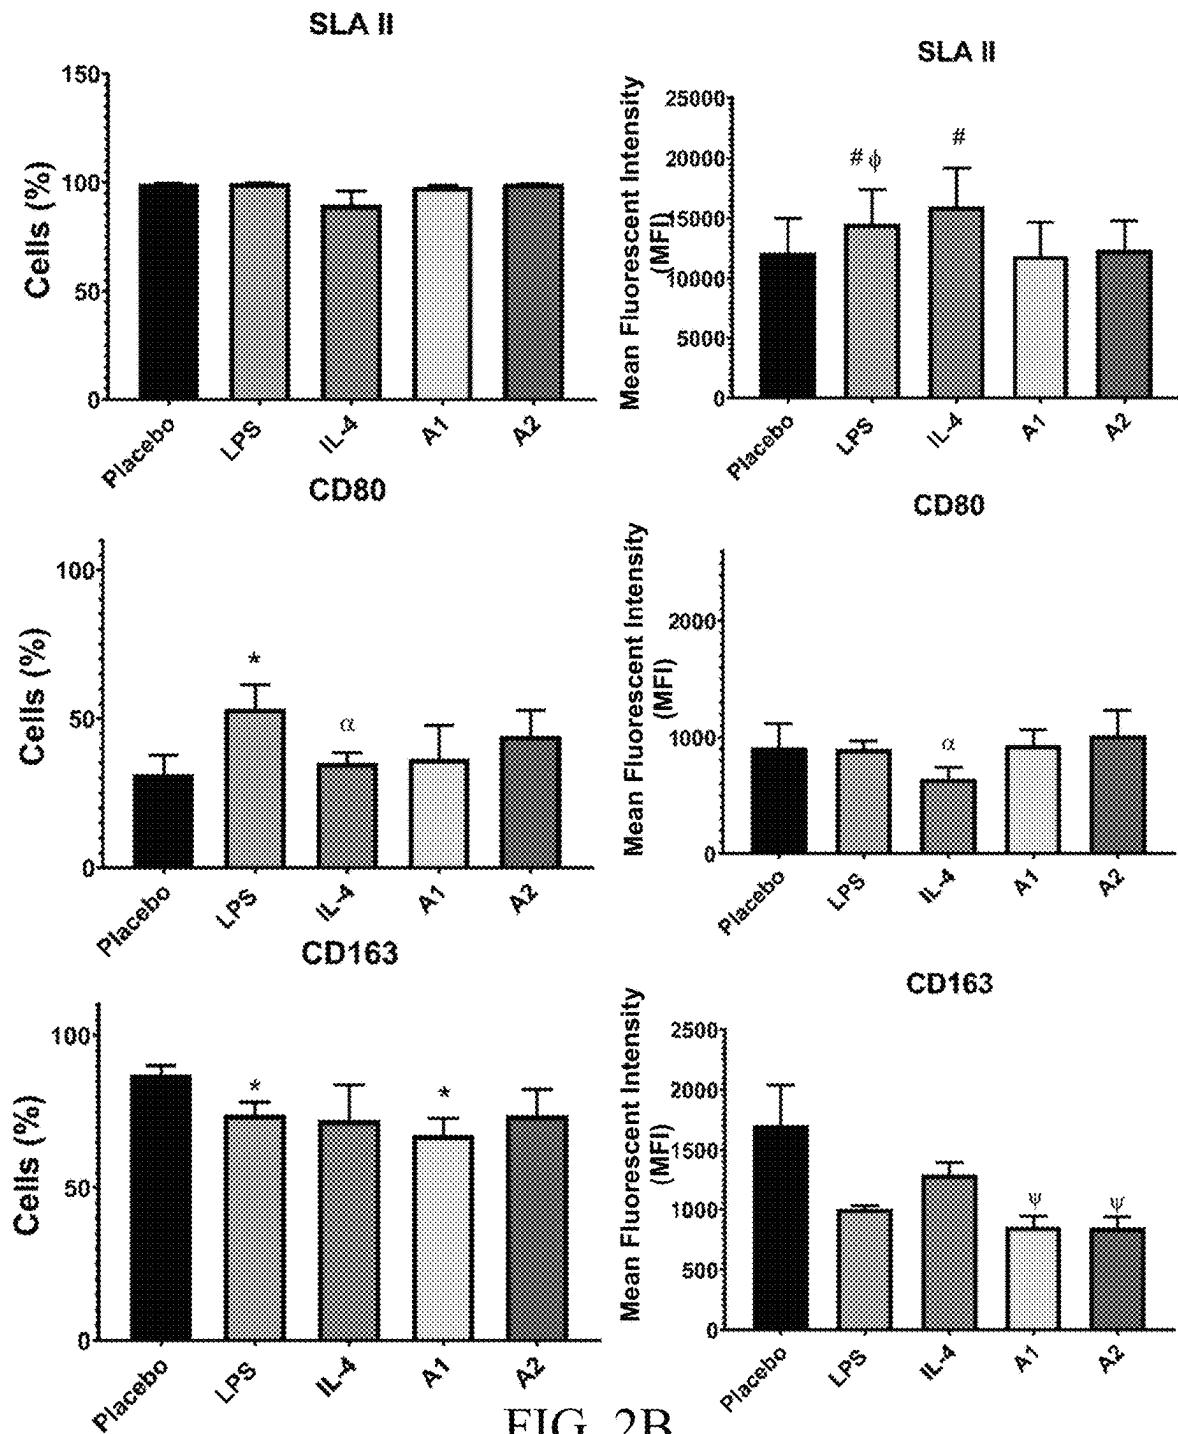 SLA II
Cells (%)
150
100
50
0
Placebo
LPS
IL-4
A1
A2
SLA II
Mean Fluorescent Intensity
(MFI)
25000
20000
15000
10000
5000
0
# ϕ
#
Placebo
LPS
IL-4
A1
A2
CD80
Cells (%)
100
50
0
*
α
Placebo
LPS
IL-4
A1
A2
CD80
Mean Fluorescent Intensity
(MFI)
2000
1000
0
α
Placebo
LPS
IL-4
A1
A2
CD163
Cells (%)
100
50
0
*
*
Placebo
LPS
IL-4
A1
A2
CD163
Mean Fluorescent Intensity
(MFI)
2500
2000
1500
1000
500
0
ψ
ψ
Placebo
LPS
IL-4
A1
A2
FIG. 2B